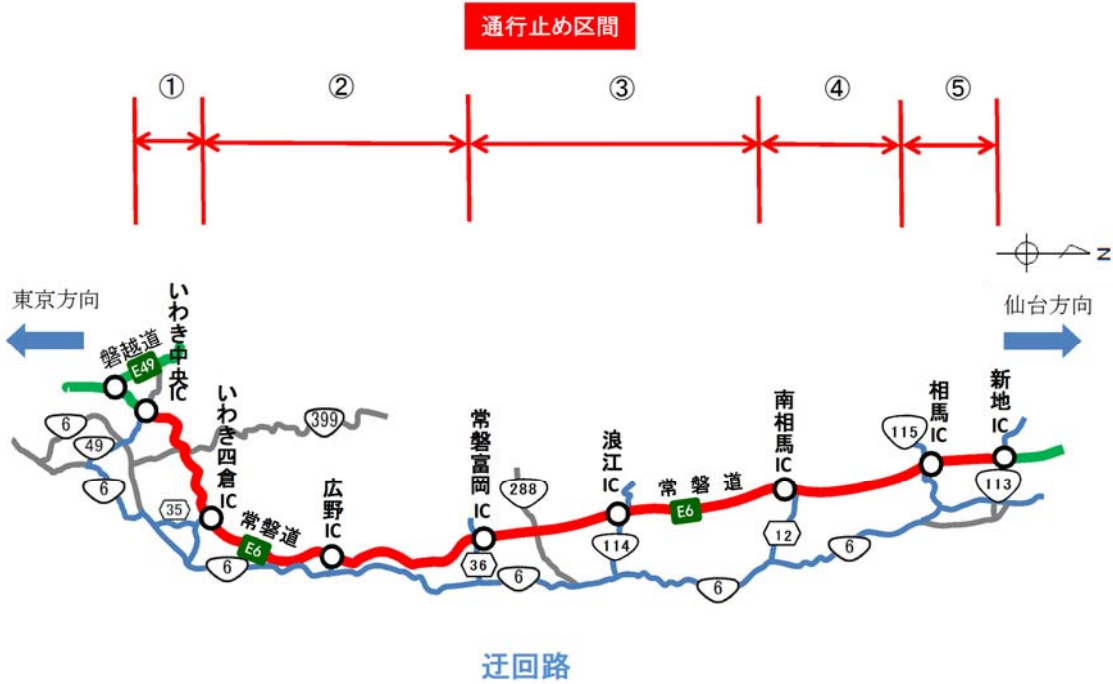 通行止め区間
①
②
③
④
⑤
N
東京方向
仙台方向
磐越道
E49
いわき中央IC
いわき四倉IC
広野IC
常磐富岡IC
浪江IC
南相馬IC
相馬IC
新地IC
常磐道
E6
常磐道
E6
6
49
6
35
399
6
36
6
288
114
6
12
6
115
113
迂回路